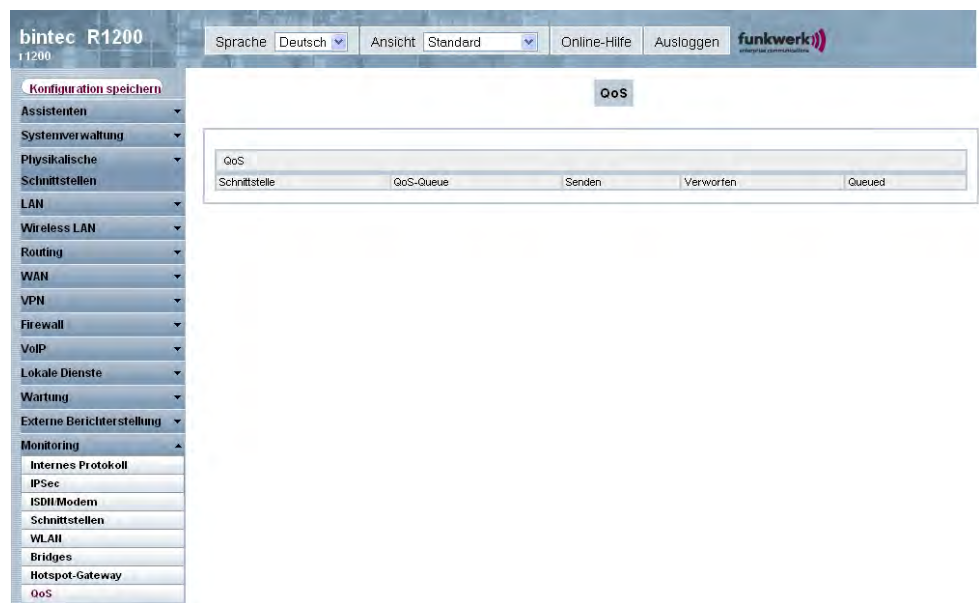 bintec R1200
r1200
Sprache Deutsch Ansicht Standard Online-Hilfe Ausloggen funkwerk
enterprise communications
Konfiguration speichern
QoS
Assistenten
Systemverwaltung
Physikalische
Schnittstellen
QoS
Schnittstelle QoS-Queue Senden Verworfen Queued
LAN
Wireless LAN
Routing
WAN
VPN
Firewall
VoIP
Lokale Dienste
Wartung
Externe Berichterstellung
Monitoring
Internes Protokoll
IPSec
ISDN/Modem
Schnittstellen
WLAN
Bridges
Hotspot-Gateway
QoS